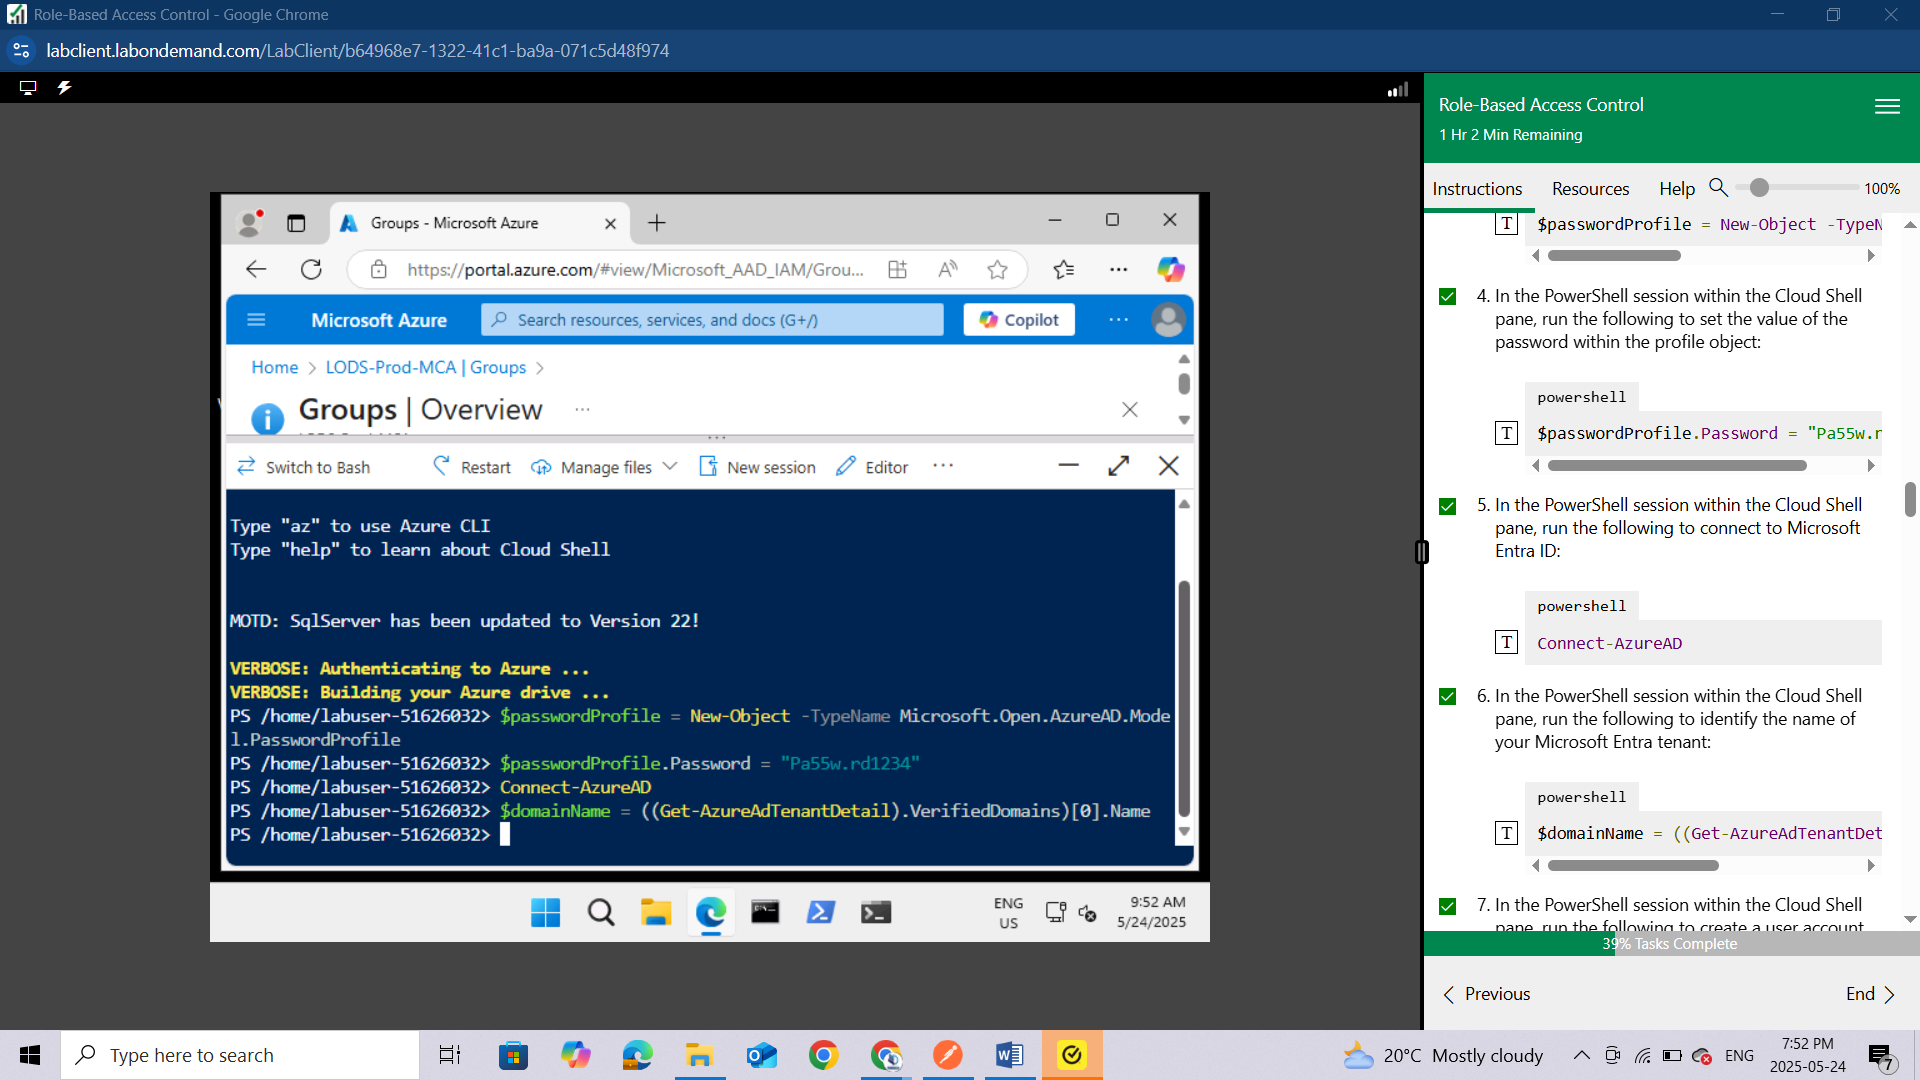 Role-Based Access Control - Google Chrome
labclient.labondemand.com/LabClient/b64968e7-1322-41c1-ba9a-071c5d48f974
Groups - Microsoft Azure
https://portal.azure.com/#view/Microsoft_AAD_IAM/Grou...
Microsoft Azure
Search resources, services, and docs (G+/)
Copilot
Home > LODS-Prod-MCA | Groups >
Groups | Overview
Switch to Bash
Restart
Manage files
New session
Editor
Type "az" to use Azure CLI
Type "help" to learn about Cloud Shell
MOTD: SqlServer has been updated to Version 22!
VERBOSE: Authenticating to Azure ...
VERBOSE: Building your Azure drive ...
PS /home/labuser-51626032> $passwordProfile = New-Object -TypeName Microsoft.Open.AzureAD.Mode
l.PasswordProfile
PS /home/labuser-51626032> $passwordProfile.Password = "Pa55w.rd1234"
PS /home/labuser-51626032> Connect-AzureAD
PS /home/labuser-51626032> $domainName = ((Get-AzureAdTenantDetail).VerifiedDomains)[0].Name
PS /home/labuser-51626032>
ENG
US
9:52 AM
5/24/2025
Role-Based Access Control
1 Hr 2 Min Remaining
Instructions
Resources
Help
100%
T
$passwordProfile = New-Object -TypeN
4. In the PowerShell session within the Cloud Shell
pane, run the following to set the value of the
password within the profile object:
powershell
T
$passwordProfile.Password = "Pa55w.r
5. In the PowerShell session within the Cloud Shell
pane, run the following to connect to Microsoft
Entra ID:
powershell
T
Connect-AzureAD
6. In the PowerShell session within the Cloud Shell
pane, run the following to identify the name of
your Microsoft Entra tenant:
powershell
T
$domainName = ((Get-AzureAdTenantDet
7. In the PowerShell session within the Cloud Shell
pane, run the following to create a user account
39% Tasks Complete
Previous
End
Type here to search
20°C Mostly cloudy
ENG
7:52 PM
2025-05-24
7